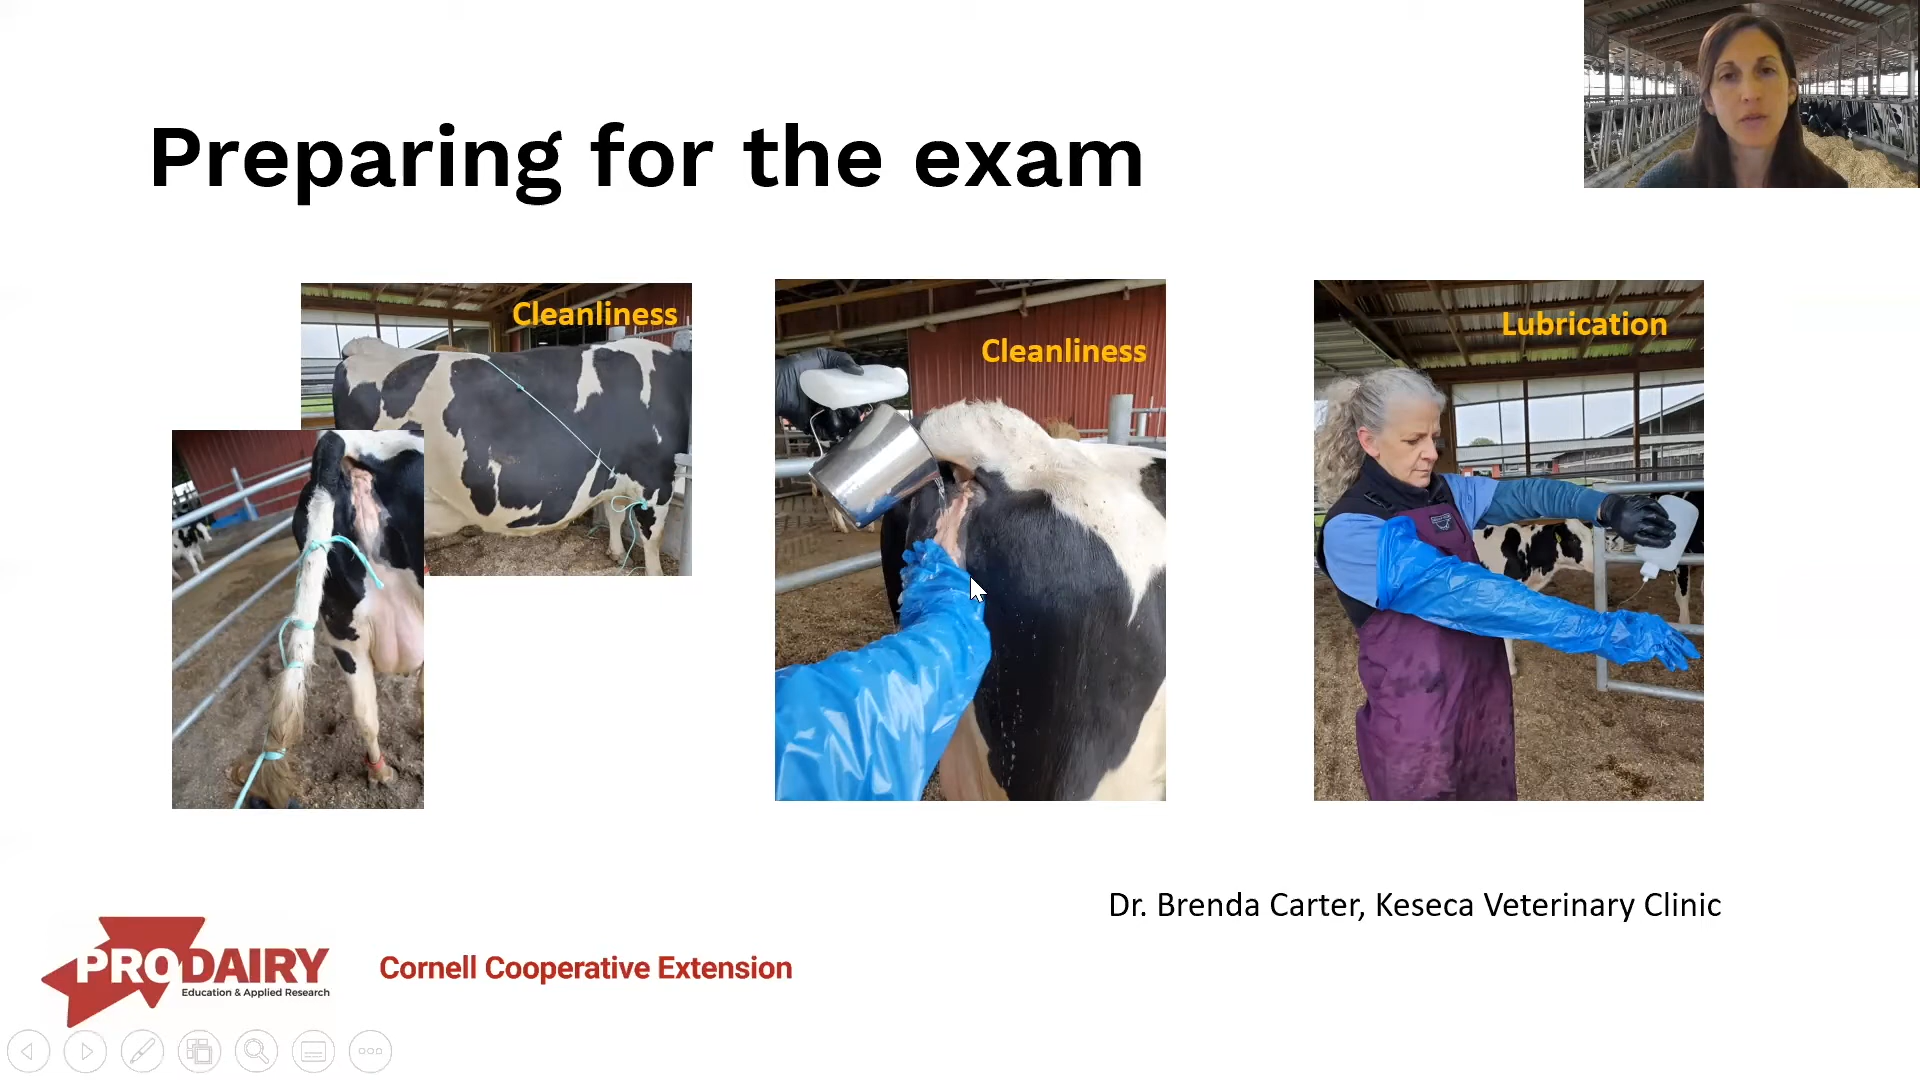 Preparing for the exam
Cleanliness
Cleanliness
Lubrication
Dr. Brenda Carter, Keseca Veterinary Clinic
PRODAIRY
Education & Applied Research
Cornell Cooperative Extension